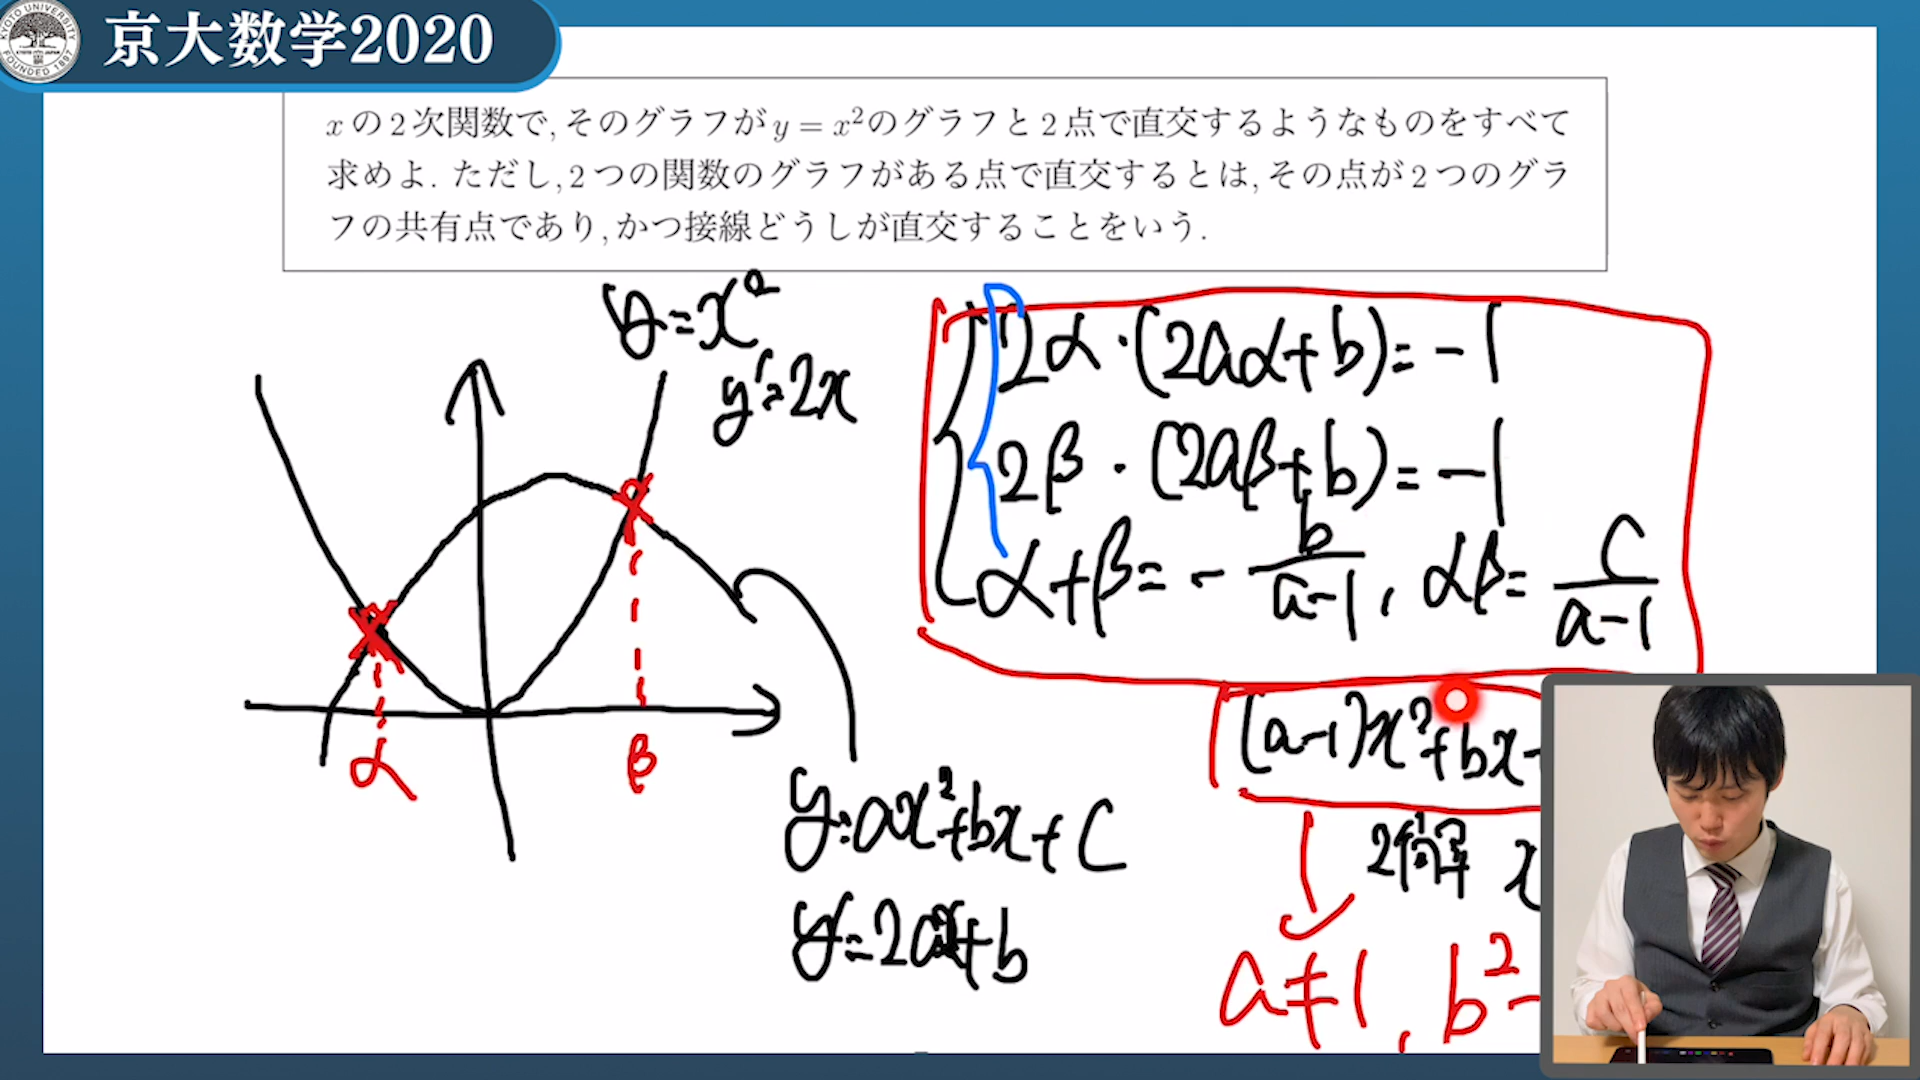 KYOTO UNIVERSITY
FOUNDED 1897
京大数学2020
xの2次関数で, そのグラフがy = x²のグラフと2点で直交するようなものをすべて
求めよ. ただし, 2つの関数のグラフがある点で直交するとは, その点が2つのグラ
フの共有点であり, かつ接線どうしが直交することをいう.
y=x²
y'=2x
2α・(2aα+b)=-1
2β・(2aβ+b)=-1
α+β=-b/(a-1), αβ=c/(a-1)
α
β
y=ax²+bx+c
y'=2ax+b
(a-1)x²+bx-
2個解 x
a≠1, b²-